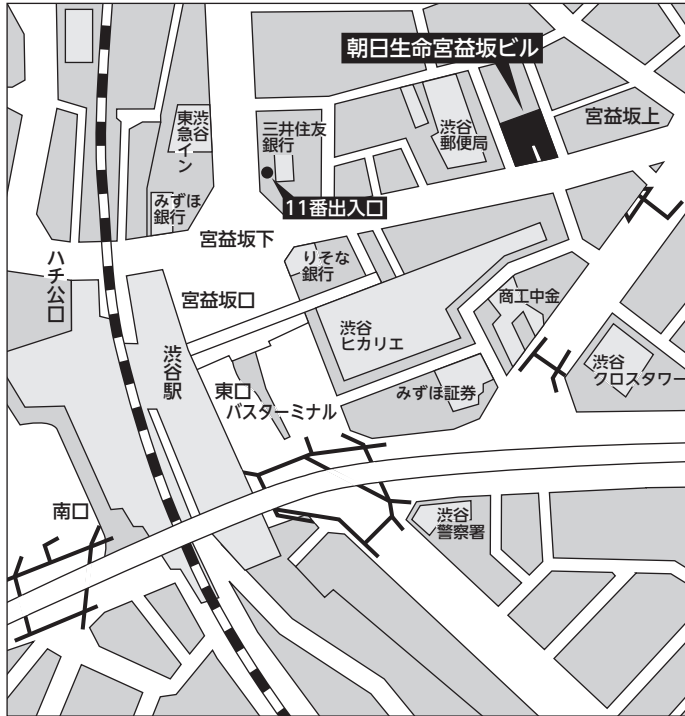 朝日生命宮益坂ビル
宮益坂上
渋谷
東急イン
三井住友
銀行
渋谷
郵便局
みずほ
銀行
11番出入口
宮益坂下
ハチ公口
りそな
銀行
宮益坂口
商工中金
渋谷
ヒカリエ
渋谷駅
渋谷
クロスタワー
東口
バスターミナル
みずほ証券
南口
渋谷
警察署